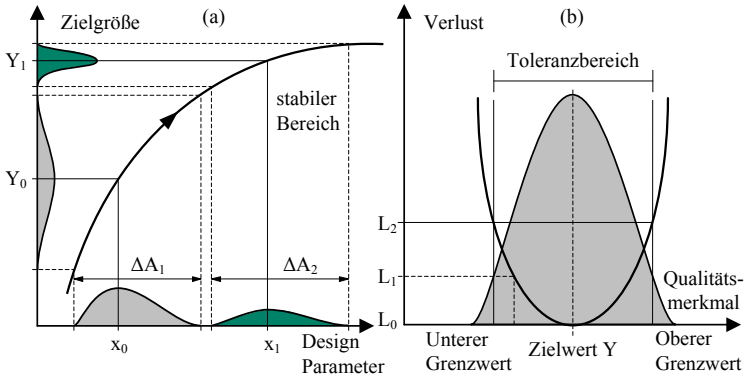 Zielgröße
(a)
Y1
stabiler
Bereich
Y0
ΔA1
ΔA2
x0
x1
Design
Parameter
(b)
Verlust
Toleranzbereich
L2
L1
L0
Qualitäts-
merkmal
Unterer
Grenzwert
Zielwert Y
Oberer
Grenzwert